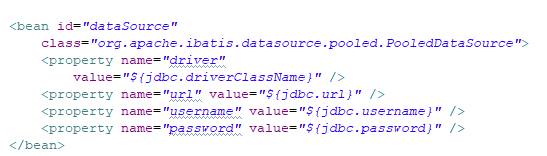 <bean id="dataSource"
class="org.apache.ibatis.datasource.pooled.PooledDataSource">
<property name="driver"
value="${jdbc.driverClassName}" />
<property name="url" value="${jdbc.url}" />
<property name="username" value="${jdbc.username}" />
<property name="password" value="${jdbc.password}" />
</bean>